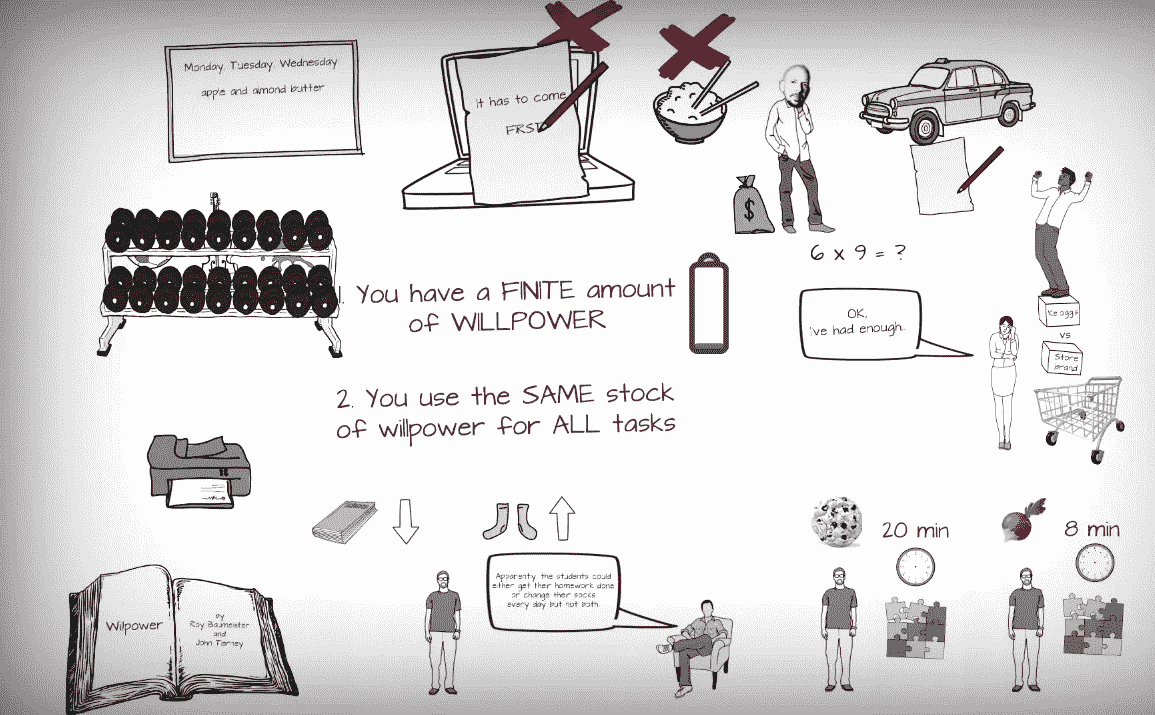 Monday, Tuesday, Wednesday
apple and almond butter
It has to come
FIRST
$
6 x 9 = ?
1. You have a FINITE amount
of WILLPOWER
OK,
I've had enough..
vs
Store
brand
2. You use the SAME stock
of willpower for ALL tasks
20 min
8 min
Apparently, the students could
either get their homework done
or change their socks
every day but not both.
Willpower
by
Roy Baumeister
and
John Tierney